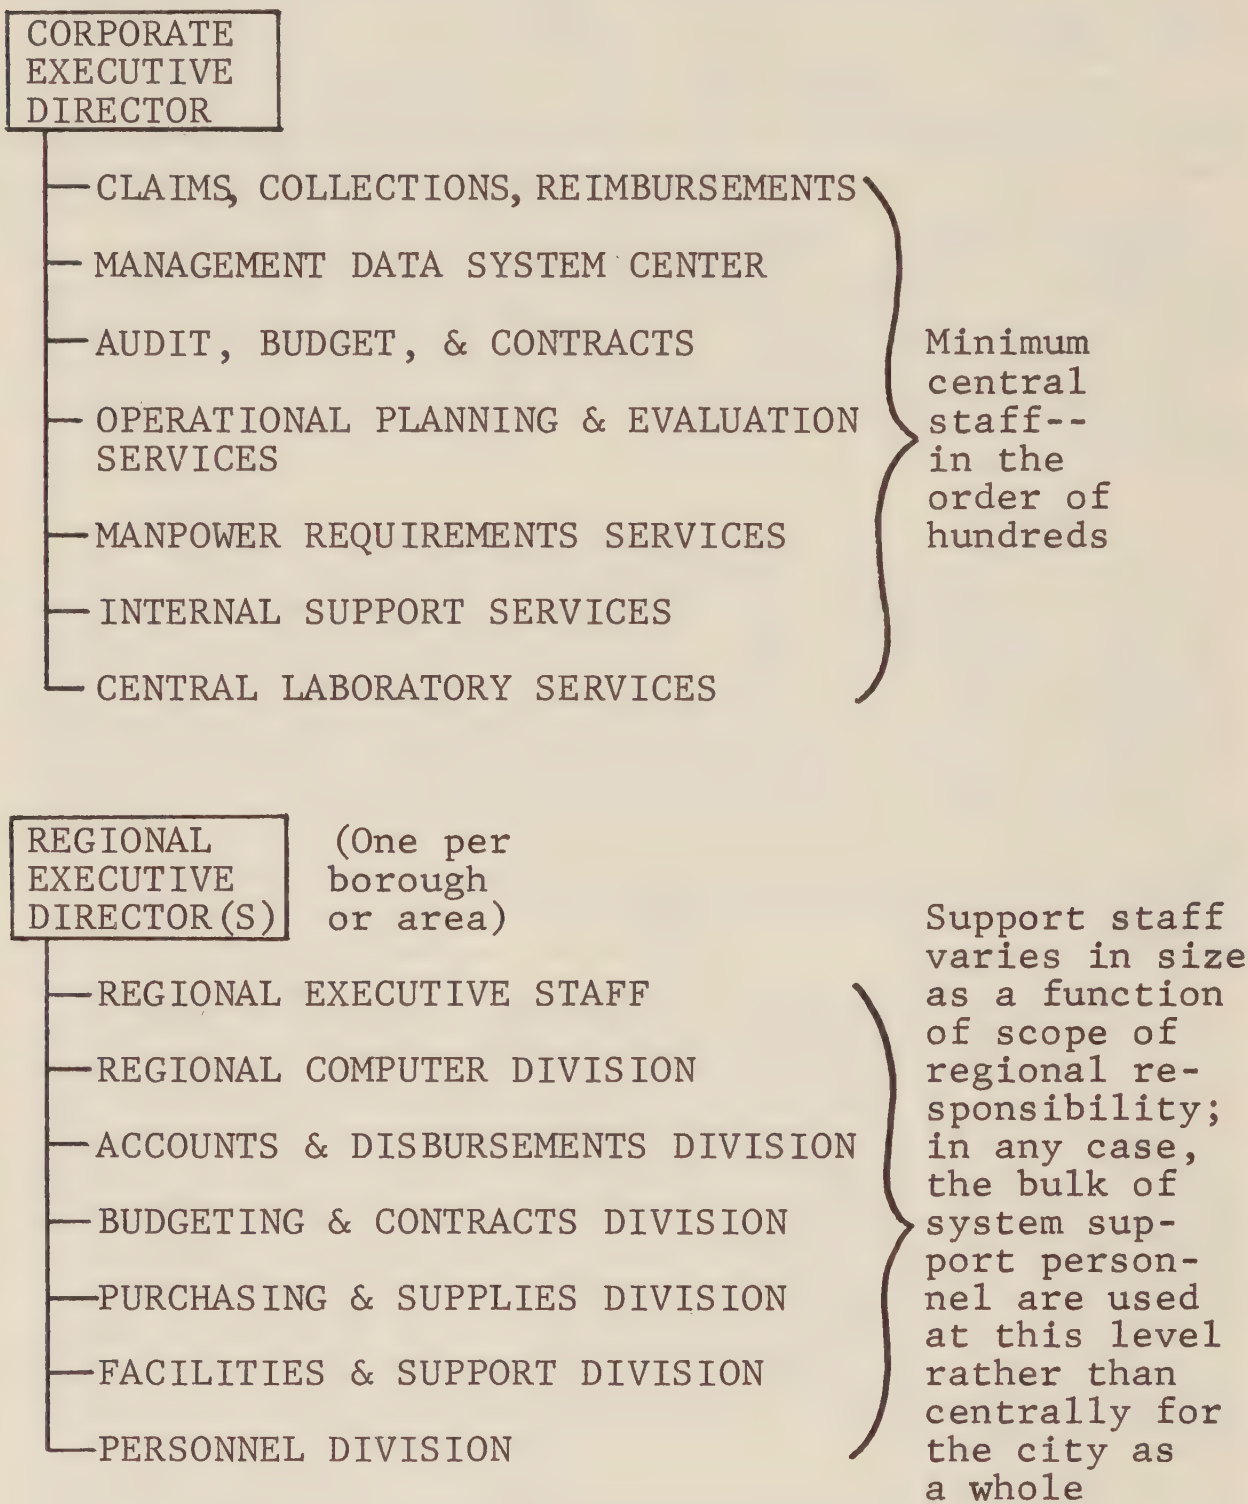 CORPORATE
EXECUTIVE
DIRECTOR
CLAIMS, COLLECTIONS, REIMBURSEMENTS
MANAGEMENT DATA SYSTEM CENTER
AUDIT, BUDGET, & CONTRACTS
OPERATIONAL PLANNING & EVALUATION
SERVICES
MANPOWER REQUIREMENTS SERVICES
INTERNAL SUPPORT SERVICES
CENTRAL LABORATORY SERVICES
Minimum
central
staff--
in the
order of
hundreds
REGIONAL
EXECUTIVE
DIRECTOR(S)
(One per
borough
or area)
REGIONAL EXECUTIVE STAFF
REGIONAL COMPUTER DIVISION
ACCOUNTS & DISBURSEMENTS DIVISION
BUDGETING & CONTRACTS DIVISION
PURCHASING & SUPPLIES DIVISION
FACILITIES & SUPPORT DIVISION
PERSONNEL DIVISION
Support staff
varies in size
as a function
of scope of
regional re-
sponsibility;
in any case,
the bulk of
system sup-
port person-
nel are used
at this level
rather than
centrally for
the city as
a whole